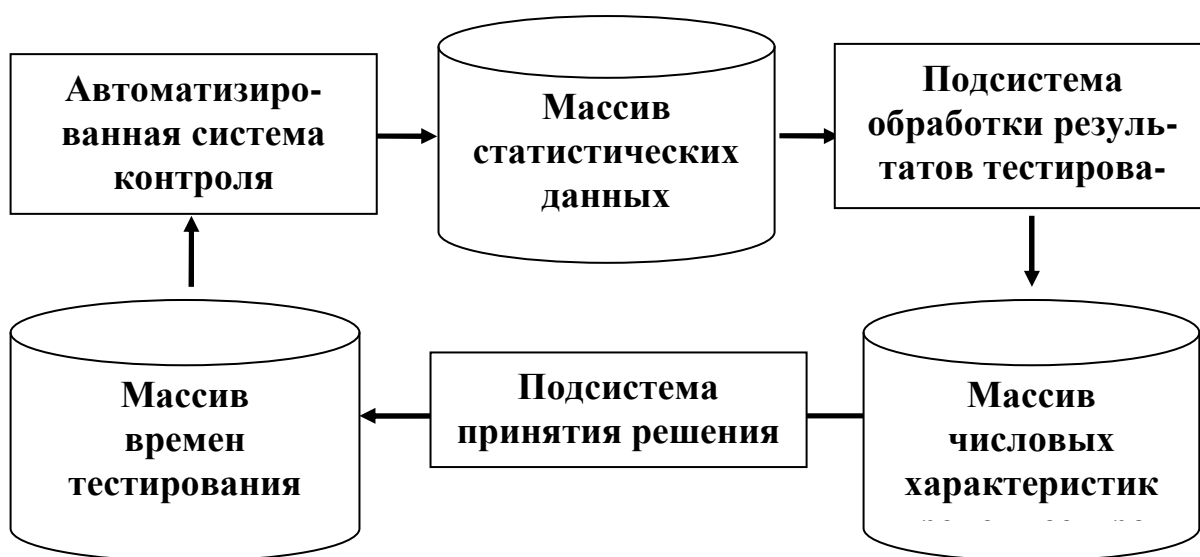 Автоматизиро-
ванная система
контроля
Массив
статистических
данных
Подсистема
обработки резуль-
татов тестирова-
Массив
времен
тестирования
Подсистема
принятия решения
Массив
числовых
характеристик